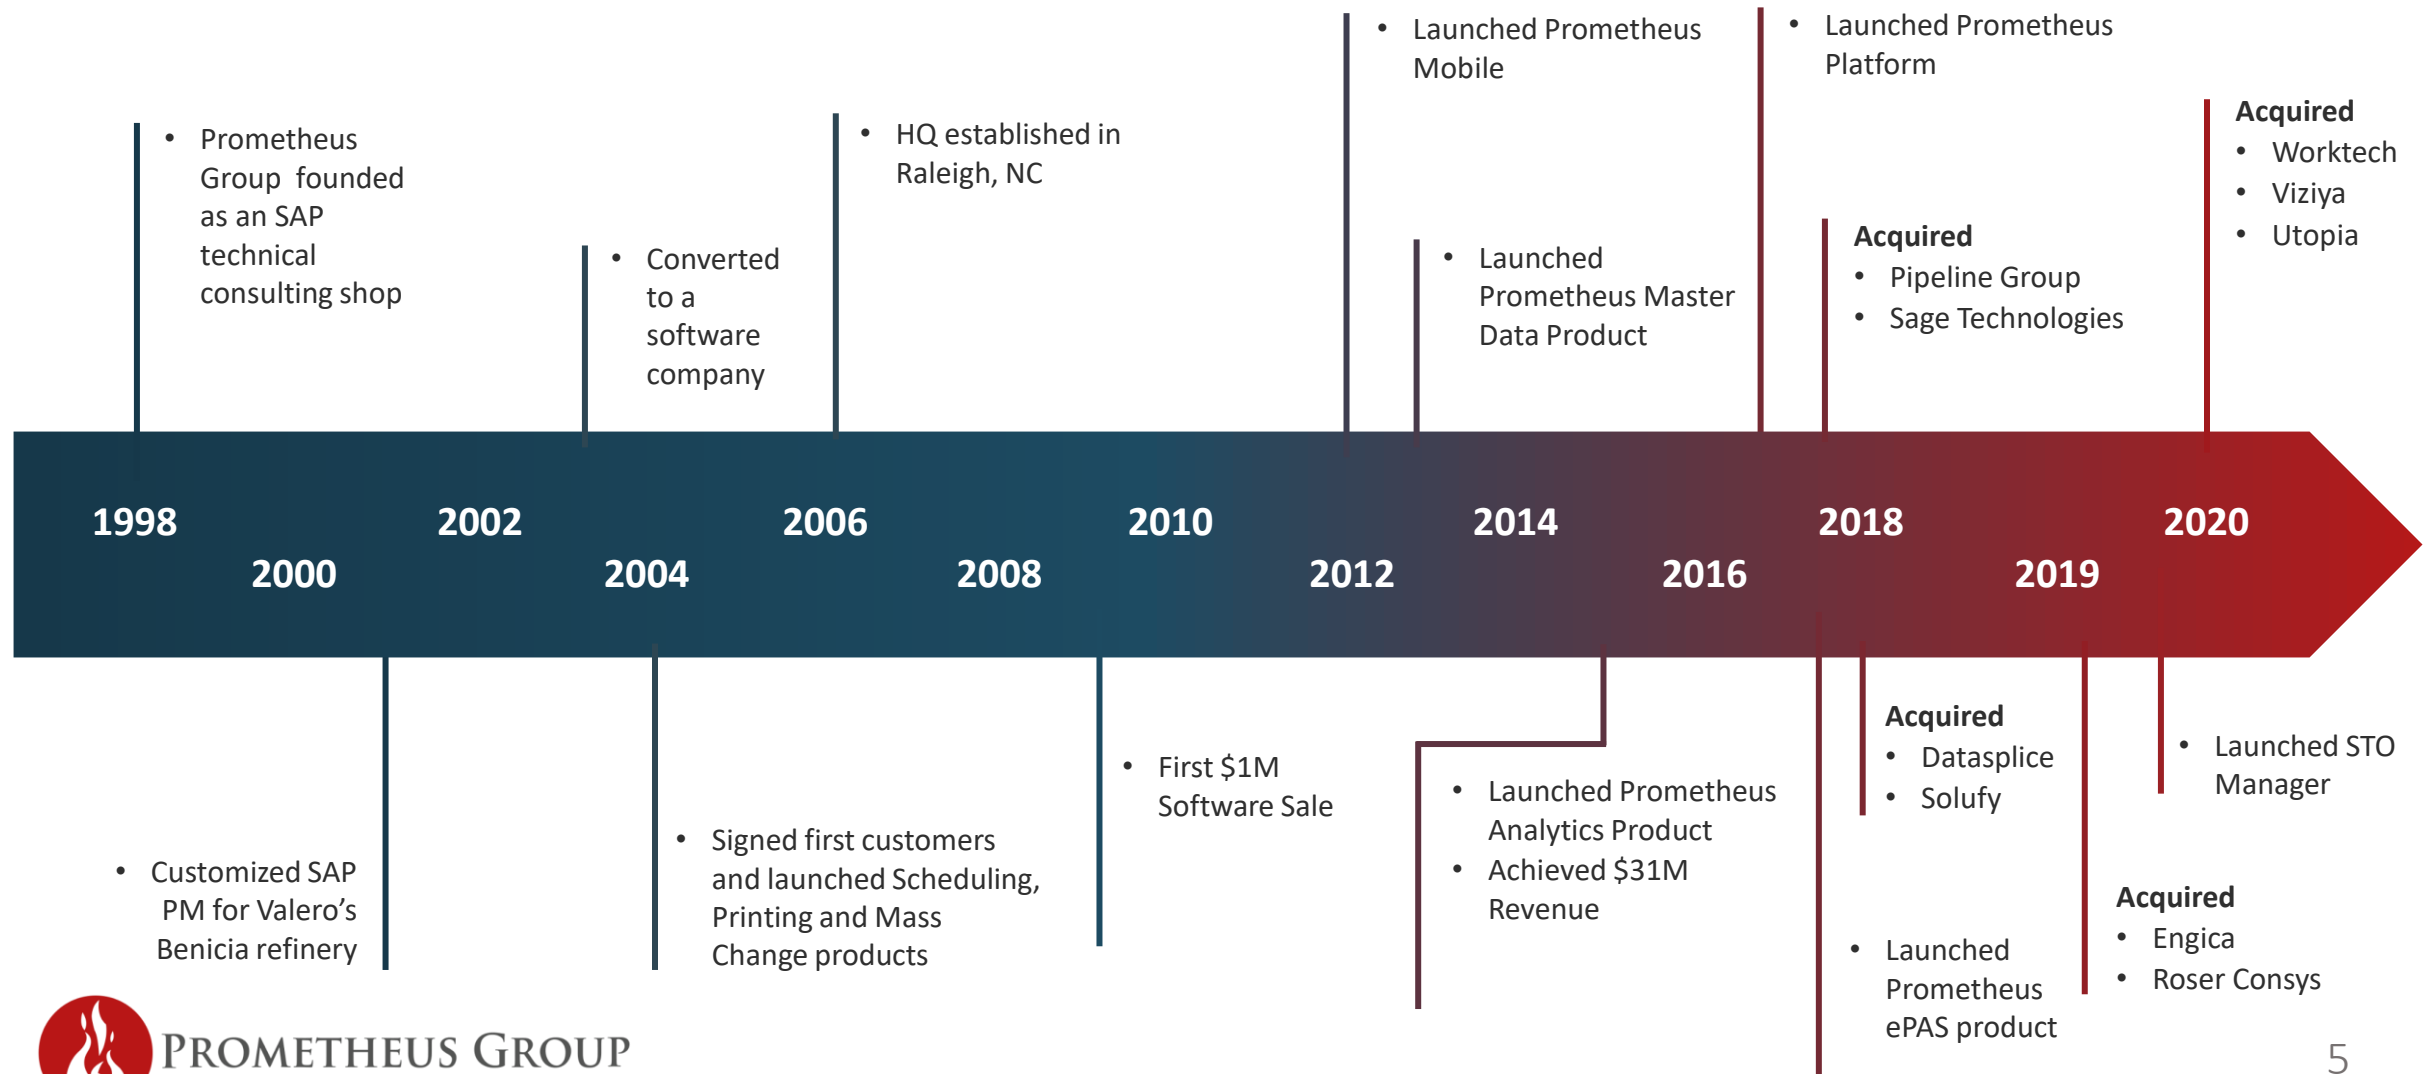 • Prometheus
Group  founded
as an SAP
technical
consulting shop
• Converted
to a
software
company
• HQ established in
Raleigh, NC
• Launched Prometheus
Mobile
• Launched
Prometheus Master
Data Product
• Launched Prometheus
Platform
Acquired
• Pipeline Group
• Sage Technologies
Acquired
• Worktech
• Viziya
• Utopia
1998
2000
2002
2004
2006
2008
2010
2012
2014
2016
2018
2019
2020
• Customized SAP
PM for Valero’s
Benicia refinery
• Signed first customers
and launched Scheduling,
Printing and Mass
Change products
• First $1M
Software Sale
• Launched Prometheus
Analytics Product
• Achieved $31M
Revenue
• Launched
Prometheus
ePAS product
Acquired
• Datasplice
• Solufy
Acquired
• Engica
• Roser Consys
• Launched STO
Manager
PROMETHEUS GROUP
5